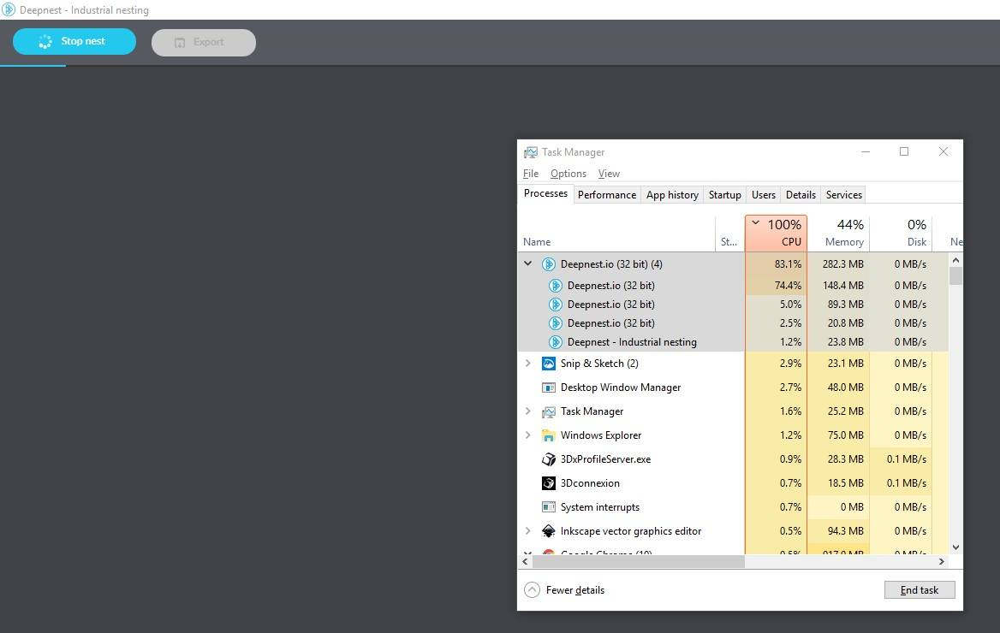 Deepnest - Industrial nesting
Stop nest Export
Task Manager
File Options View
Processes Performance App history Startup Users Details Services
100% 44% 0%
Name St... CPU Memory Disk Ne
Deepnest.io (32 bit) (4) 83.1% 282.3 MB 0 MB/s
Deepnest.io (32 bit) 74.4% 148.4 MB 0 MB/s
Deepnest.io (32 bit) 5.0% 89.3 MB 0 MB/s
Deepnest.io (32 bit) 2.5% 20.8 MB 0 MB/s
Deepnest - Industrial nesting 1.2% 23.8 MB 0 MB/s
Snip & Sketch (2) 2.9% 23.1 MB 0 MB/s
Desktop Window Manager 2.7% 48.0 MB 0 MB/s
Task Manager 1.6% 25.2 MB 0 MB/s
Windows Explorer 1.2% 75.0 MB 0 MB/s
3DxProfileServer.exe 0.9% 28.3 MB 0.1 MB/s
3Dconnexion 0.7% 18.5 MB 0.1 MB/s
System interrupts 0.7% 0 MB 0 MB/s
Inkscape vector graphics editor 0.5% 94.3 MB 0 MB/s
Google Chrome (10) 0.5% 917.9 MB 0 MB/s
Fewer details End task